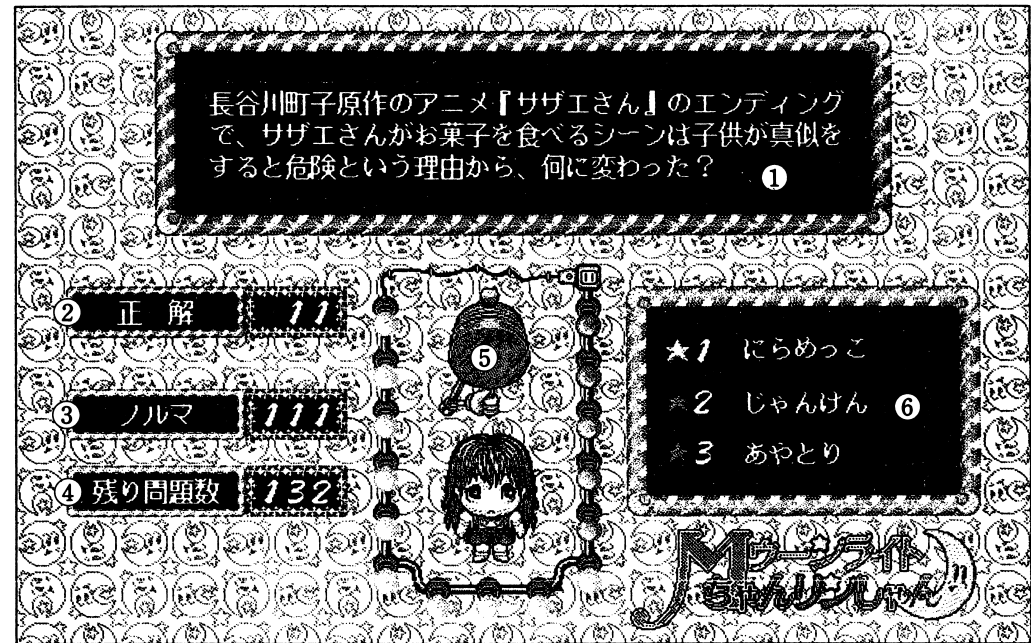 長谷川町子原作のアニメ『サザエさん』のエンディング
で、サザエさんがお菓子を食べるシーンは子供が真似を
すると危険という理由から、何に変わった？
①
② 正解 11
③ ノルマ 111
④ 残り問題数 132
⑤
★1 にらめっこ
★2 じゃんけん ⑥
★3 あやとり
ムーンライト
ちゃんリンしゃん